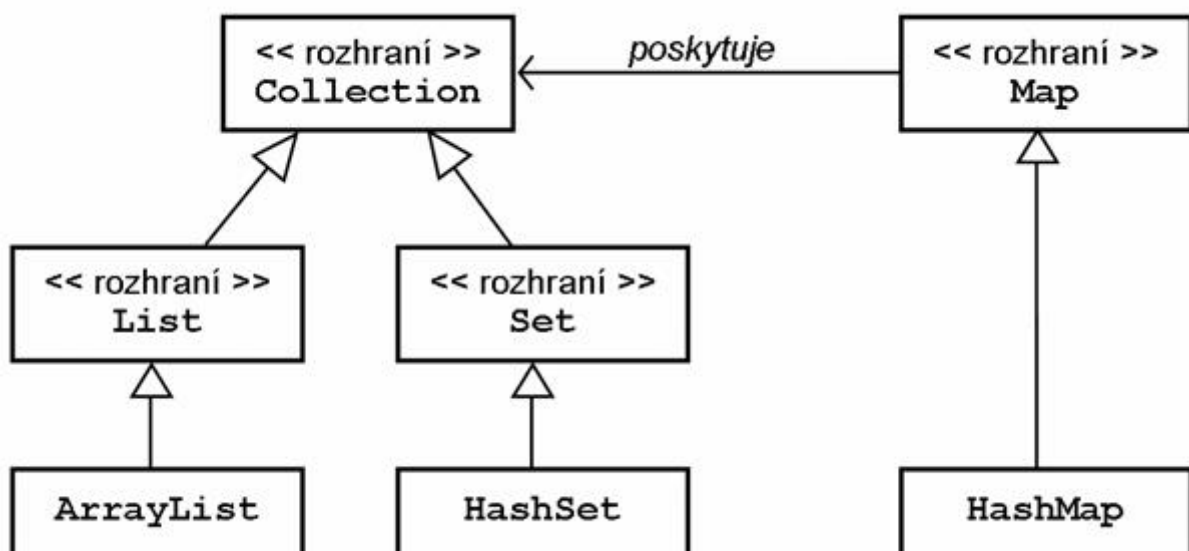 << rozhraní >>
Collection
poskytuje
<< rozhraní >>
Map
<< rozhraní >>
List
<< rozhraní >>
Set
ArrayList
HashSet
HashMap